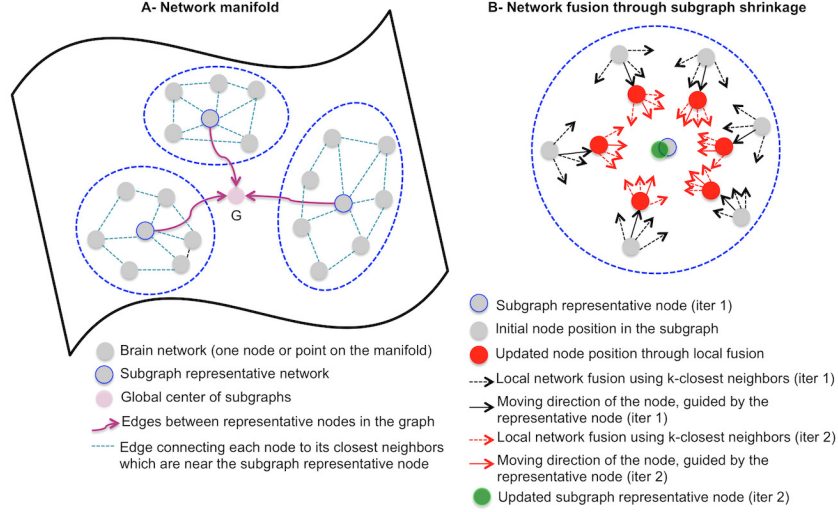 A- Network manifold
G
Brain network (one node or point on the manifold)
Subgraph representative network
Global center of subgraphs
Edges between representative nodes in the graph
Edge connecting each node to its closest neighbors
which are near the subgraph representative node
B- Network fusion through subgraph shrinkage
Subgraph representative node (iter 1)
Initial node position in the subgraph
Updated node position through local fusion
Local network fusion using k-closest neighbors (iter 1)
Moving direction of the node, guided by the
representative node (iter 1)
Local network fusion using k-closest neighbors (iter 2)
Moving direction of the node, guided by the
representative node (iter 2)
Updated subgraph representative node (iter 2)